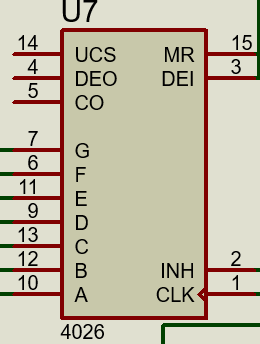 U7
14 UCS MR 15
4 DEO DEI 3
5 CO
7 G
6 F
11 E
9 D
13 C
12 B INH 2
10 A CLK 1
4026